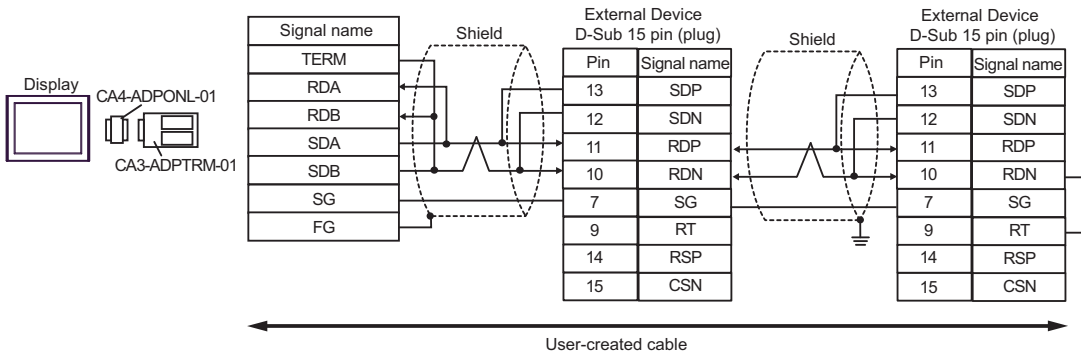 Display
CA4-ADPONL-01
CA3-ADPTRM-01
Signal name
TERM
RDA
RDB
SDA
SDB
SG
FG
Shield
External Device
D-Sub 15 pin (plug)
Pin Signal name
13 SDP
12 SDN
11 RDP
10 RDN
7 SG
9 RT
14 RSP
15 CSN
Shield
External Device
D-Sub 15 pin (plug)
Pin Signal name
13 SDP
12 SDN
11 RDP
10 RDN
7 SG
9 RT
14 RSP
15 CSN
User-created cable